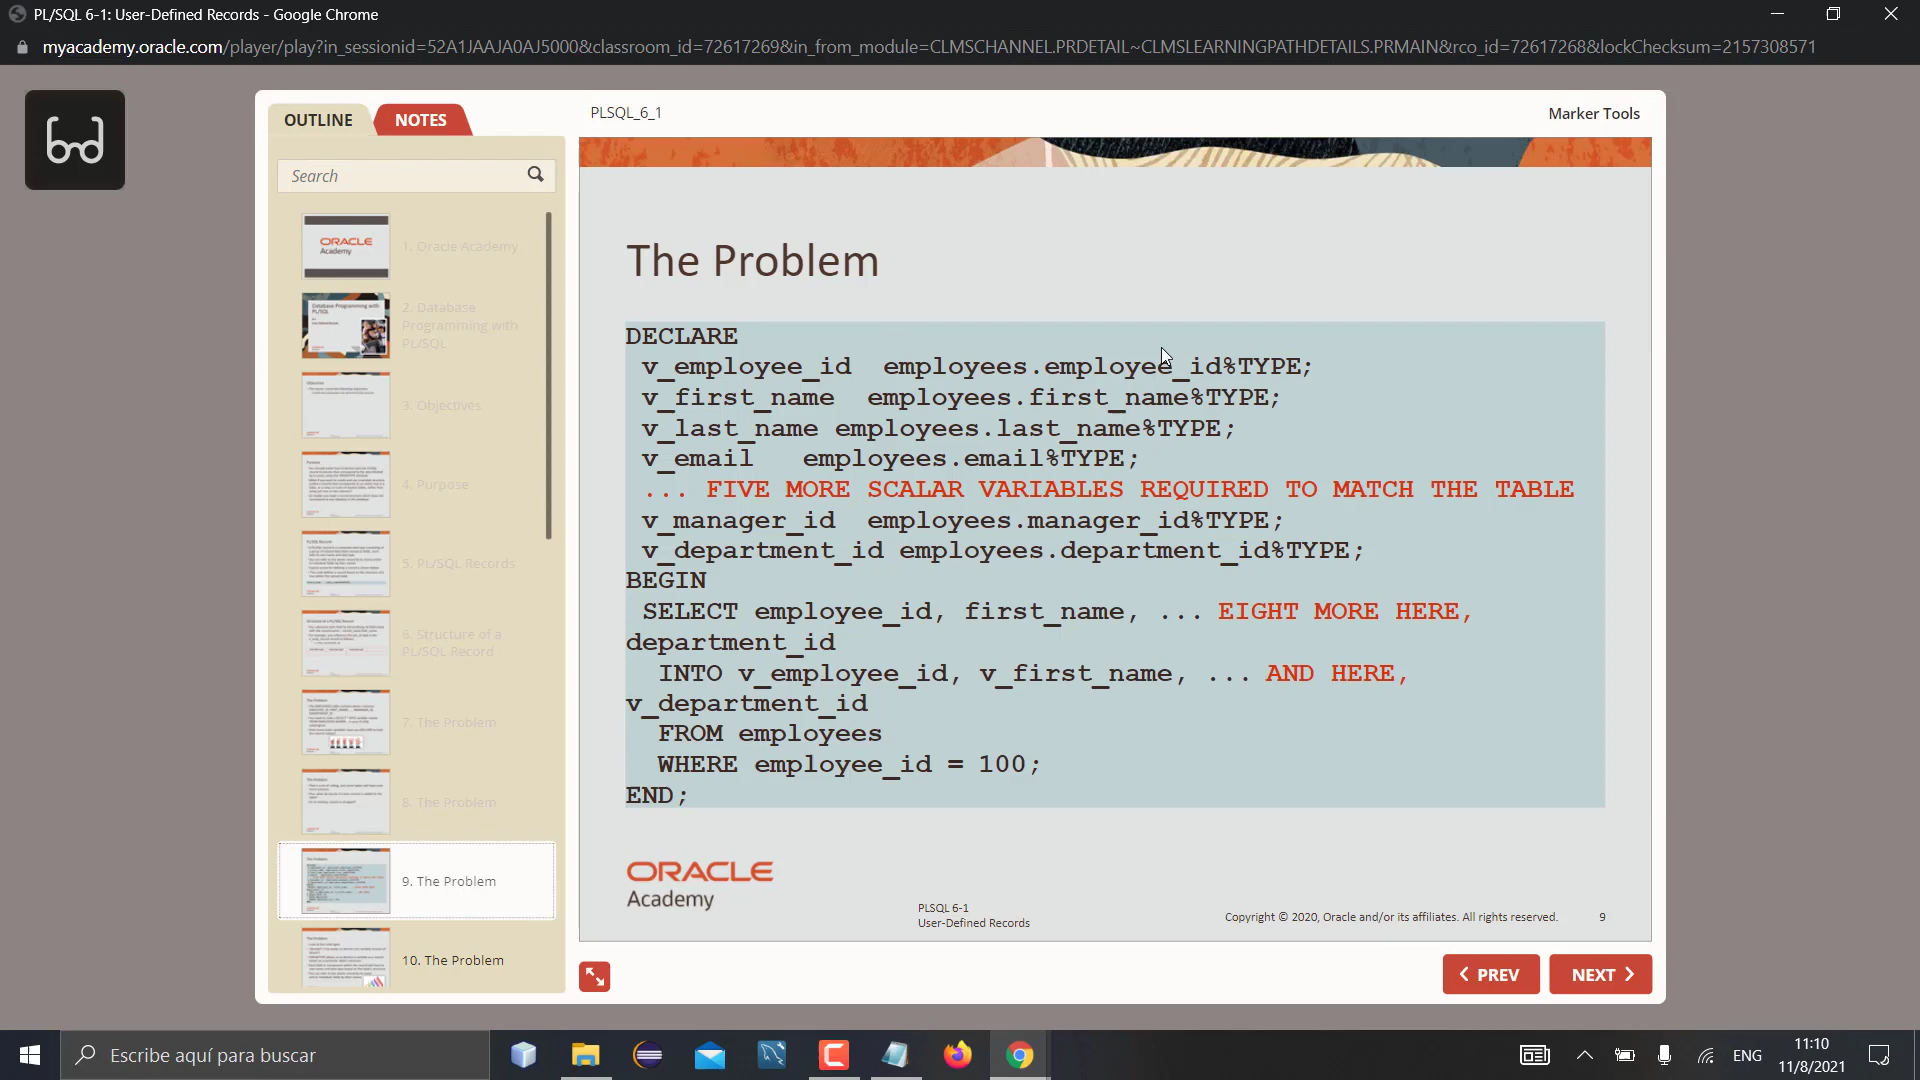 PL/SQL 6-1: User-Defined Records - Google Chrome
myacademy.oracle.com/player/play?in_sessionid=52A1JAAJA0AJ5000&classroom_id=72617269&in_from_module=CLMSCHANNEL.PRDETAIL~CLMSLEARNINGPATHDETAILS.PRMAIN&rco_id=72617268&lockChecksum=2157308571
OUTLINE
NOTES
PLSQL_6_1
Marker Tools
Search
ORACLE
Academy
1. Oracle Academy
2. Database
Programming with
PL/SQL
3. Objectives
4. Purpose
5. PL/SQL Records
6. Structure of a
PL/SQL Record
7. The Problem
8. The Problem
9. The Problem
10. The Problem
The Problem
DECLARE
v_employee_id employees.employee_id%TYPE;
v_first_name employees.first_name%TYPE;
v_last_name employees.last_name%TYPE;
v_email employees.email%TYPE;
... FIVE MORE SCALAR VARIABLES REQUIRED TO MATCH THE TABLE
v_manager_id employees.manager_id%TYPE;
v_department_id employees.department_id%TYPE;
BEGIN
SELECT employee_id, first_name, ... EIGHT MORE HERE,
department_id
INTO v_employee_id, v_first_name, ... AND HERE,
v_department_id
FROM employees
WHERE employee_id = 100;
END;
ORACLE
Academy
PLSQL 6-1
User-Defined Records
Copyright © 2020, Oracle and/or its affiliates. All rights reserved.
9
PREV
NEXT
Escribe aquí para buscar
ENG
11:10
11/8/2021